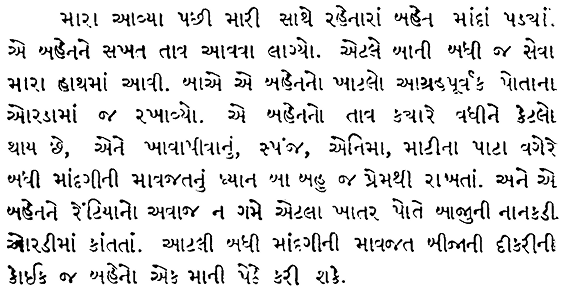 મારા આવ્યા પછી મારી સાથે રહેનારાં બહેન માંદાં પડ્યાં.
એ બહેનને સખત તાવ આવવા લાગ્યો. એટલે બાની બધી જ સેવા
મારા હાથમાં આવી. બાએ એ બહેનનો ખાટલો આગ્રહપૂર્વક પોતાના
ઓરડામાં જ રખાવ્યો. એ બહેનનો તાવ ક્યારે વધીને કેટલો
થાય છે, એને ખાવાપીવાનું, સ્પંજ, એનિમા, માટીના પાટા વગેરે
બધી માંદગીની માવજતનું ધ્યાન બા બહુ જ પ્રેમથી રાખતાં. અને એ
બહેનને રેંટિયાનો અવાજ ન ગમે એટલા ખાતર પોતે બાજુની નાનકડી
ઓરડીમાં કાંતતાં. આટલી બધી માંદગીની માવજત બીજાની દીકરીની
કોઈક જ બહેનો એક માની પેઠે કરી શકે.